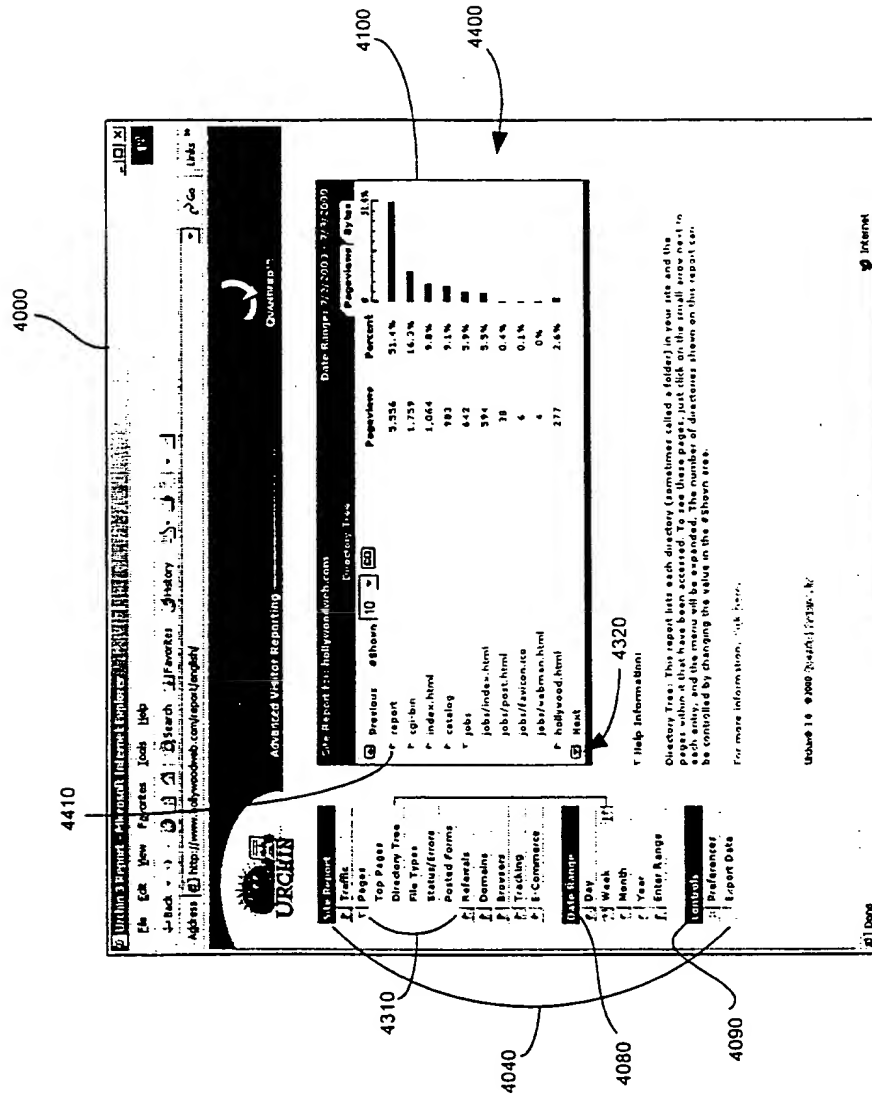 4000
Urchin 3 Report - Microsoft Internet Explorer
File Edit View Favorites Tools Help
Back Search Favorites History
Address http://www.hollywoodweb.com/report/english/ Go Links »
URCHIN
Advanced Visitor Reporting
QUANTIFIED™
Site Report
Traffic
Pages
Top Pages
Directory Tree
File Types
Status/Errors
Posted Forms
Referrals
Domains
Browsers
Tracking
E-Commerce
Date Range
Day
Week
Month
Year
Enter Range
Controls
Preferences
Export Data
Site Report for: hollywoodweb.com
Directory Tree
Pageviews Bytes
Previous #Shown 10 GO
Pageviews Percent 0 51.4%
report 5,556 51.4%
cgi-bin 1,759 16.3%
index.html 1,064 9.8%
catalog 983 9.1%
jobs 642 5.9%
jobs/index.html 594 5.5%
jobs/post.html 38 0.4%
jobs/favicon.ico 6 0.1%
jobs/webman.html 4 0%
hollywood.html 277 2.6%
Next
Help Information:
Directory Tree: This report lists each directory (sometimes called a folder) in your site and the
pages within it that have been accessed. To see these pages, just click on the small arrow next to
each entry, and the menu will be expanded. The number of directories shown on this report can
be controlled by changing the value in the #Shown area.
For more information, click here.
Done
Internet
4410
4310
4040
4080
4090
4320
4100
4400